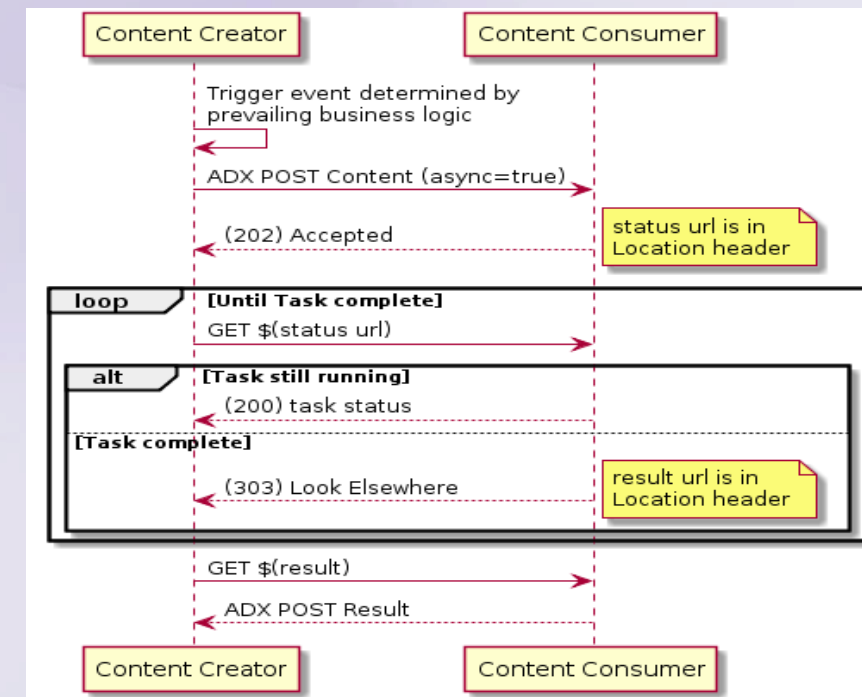 Content Creator
Content Consumer
Trigger event determined by
prevailing business logic
ADX POST Content (async=true)
(202) Accepted
status url is in
Location header
loop
[Until Task complete]
GET $(status url)
alt
[Task still running]
(200) task status
[Task complete]
(303) Look Elsewhere
result url is in
Location header
GET $(result)
ADX POST Result
Content Creator
Content Consumer